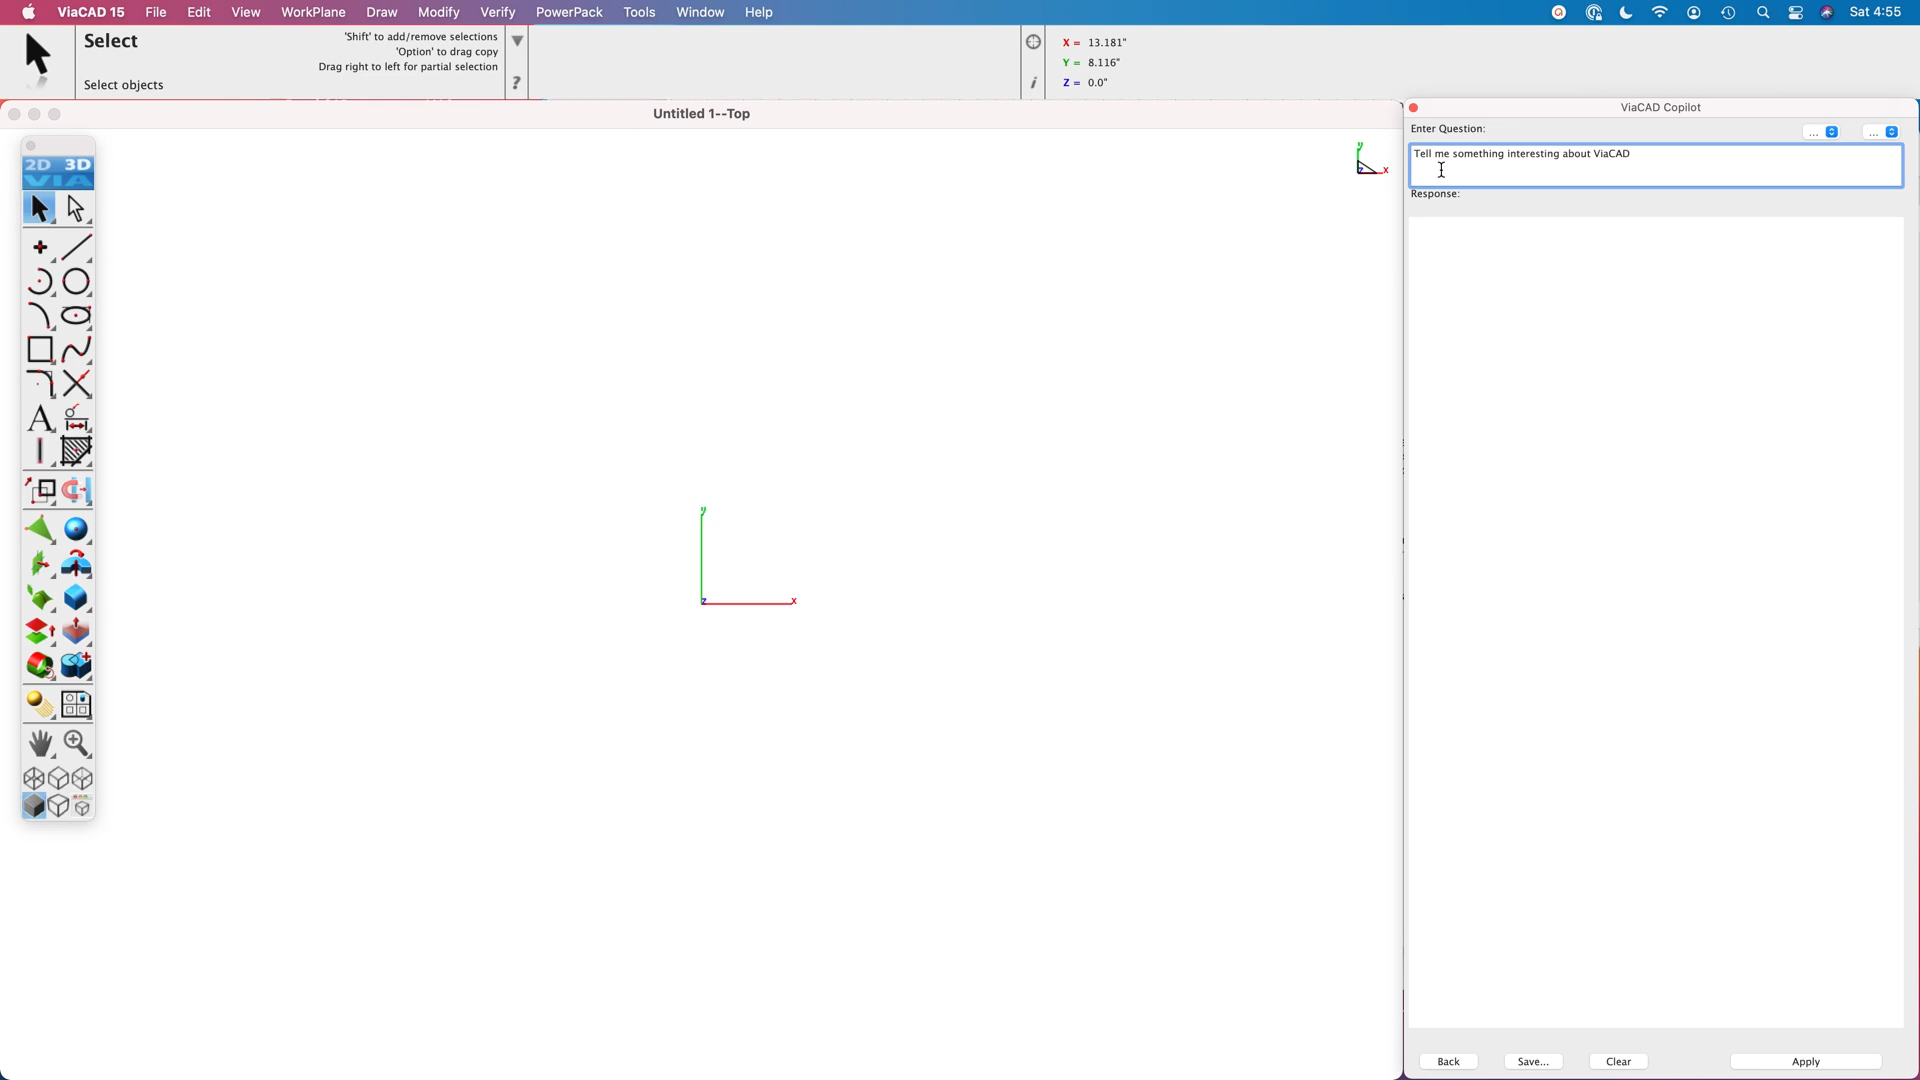 ViaCAD 15 File Edit View WorkPlane Draw Modify Verify PowerPack Tools Window Help Sat 4:55
Select
'Shift' to add/remove selections
'Option' to drag copy
Drag right to left for partial selection
Select objects
?
i
X = 13.181"
Y = 8.116"
Z = 0.0"
Untitled 1--Top
ViaCAD Copilot
Enter Question:
... ...
Tell me something interesting about ViaCAD
Response:
2D 3D
VIA
A
y
z x
y
z x
Back Save... Clear Apply